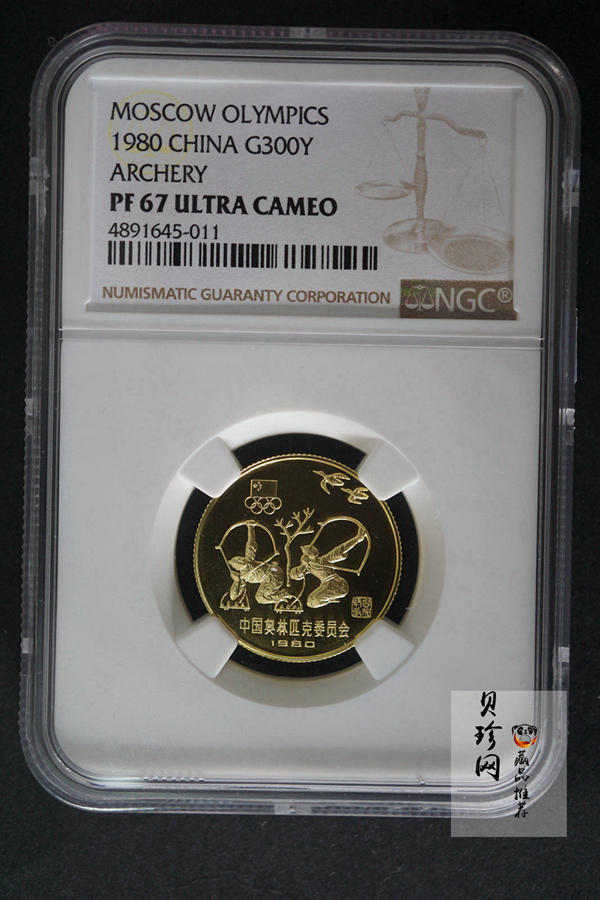 MOSCOW OLYMPICS
1980 CHINA G300Y
ARCHERY
PF 67 ULTRA CAMEO
4891645-011
NUMISMATIC GUARANTY CORPORATION
NGC®
中国奥林匹克委员会
1980
贝珍网
藏品推荐